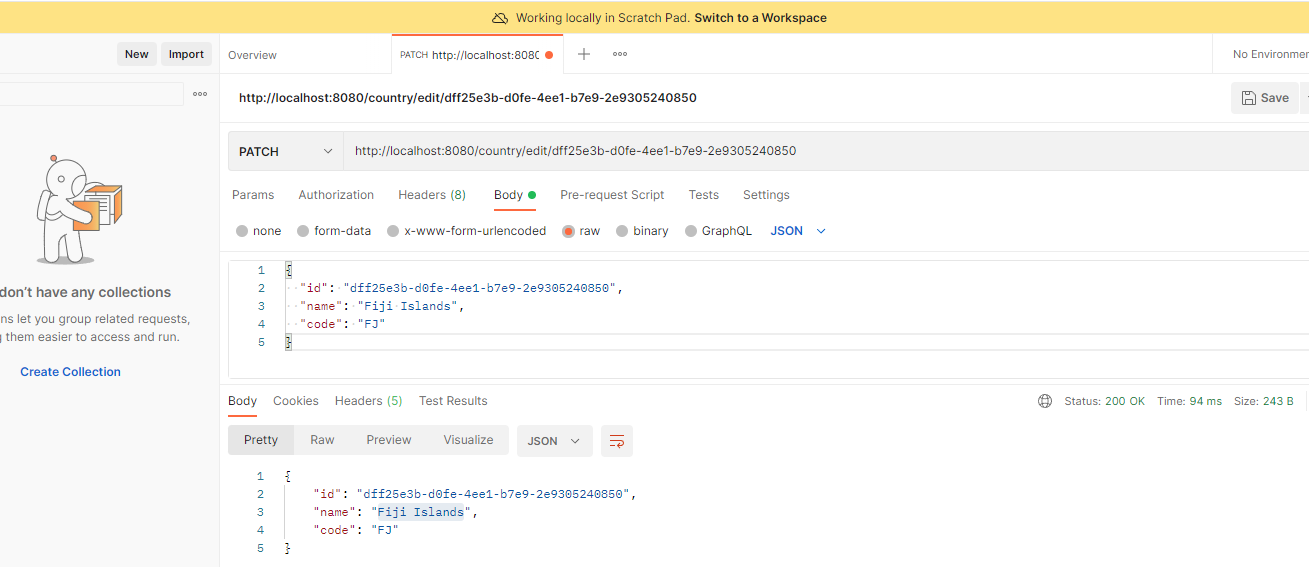 Working locally in Scratch Pad. Switch to a Workspace
New Import Overview PATCH http://localhost:808 No Environmen
http://localhost:8080/country/edit/dff25e3b-d0fe-4ee1-b7e9-2e9305240850 Save
PATCH http://localhost:8080/country/edit/dff25e3b-d0fe-4ee1-b7e9-2e9305240850
Params Authorization Headers (8) Body Pre-request Script Tests Settings
none form-data x-www-form-urlencoded raw binary GraphQL JSON
1 {
2 "id": "dff25e3b-d0fe-4ee1-b7e9-2e9305240850",
3 "name": "Fiji Islands",
4 "code": "FJ"
5 }
don't have any collections
ns let you group related requests,
g them easier to access and run.
Create Collection
Body Cookies Headers (5) Test Results Status: 200 OK Time: 94 ms Size: 243 B
Pretty Raw Preview Visualize JSON
1 {
2 "id": "dff25e3b-d0fe-4ee1-b7e9-2e9305240850",
3 "name": "Fiji Islands",
4 "code": "FJ"
5 }